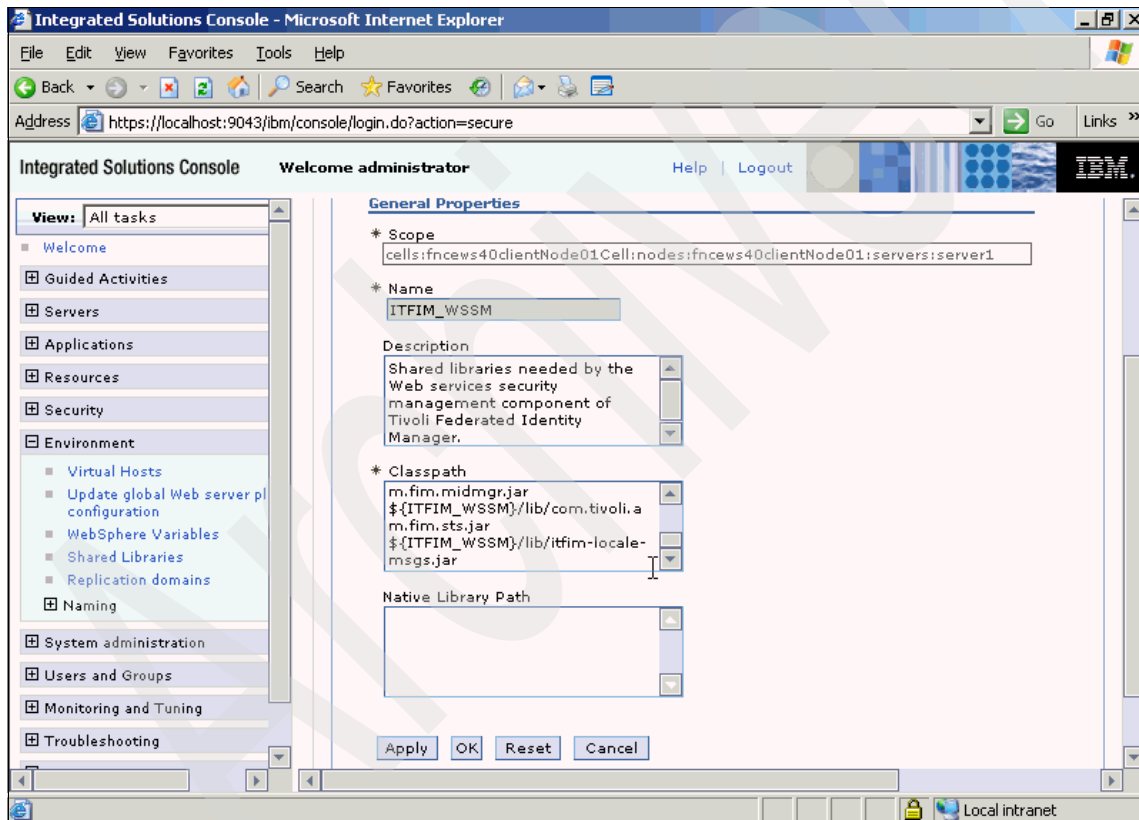 Integrated Solutions Console - Microsoft Internet Explorer
File Edit View Favorites Tools Help
Back Search Favorites
Address https://localhost:9043/ibm/console/login.do?action=secure Go Links »
Integrated Solutions Console Welcome administrator Help | Logout IBM.
View: All tasks
Welcome
Guided Activities
Servers
Applications
Resources
Security
Environment
Virtual Hosts
Update global Web server pl
configuration
WebSphere Variables
Shared Libraries
Replication domains
Naming
System administration
Users and Groups
Monitoring and Tuning
Troubleshooting
General Properties
* Scope
cells:fncews40clientNode01Cell:nodes:fncews40clientNode01:servers:server1
* Name
ITFIM_WSSM
Description
Shared libraries needed by the
Web services security
management component of
Tivoli Federated Identity
Manager.
* Classpath
m.fim.midmgr.jar
${ITFIM_WSSM}/lib/com.tivoli.a
m.fim.sts.jar
${ITFIM_WSSM}/lib/itfim-locale-
msgs.jar
Native Library Path
Apply OK Reset Cancel
Local intranet
Archive